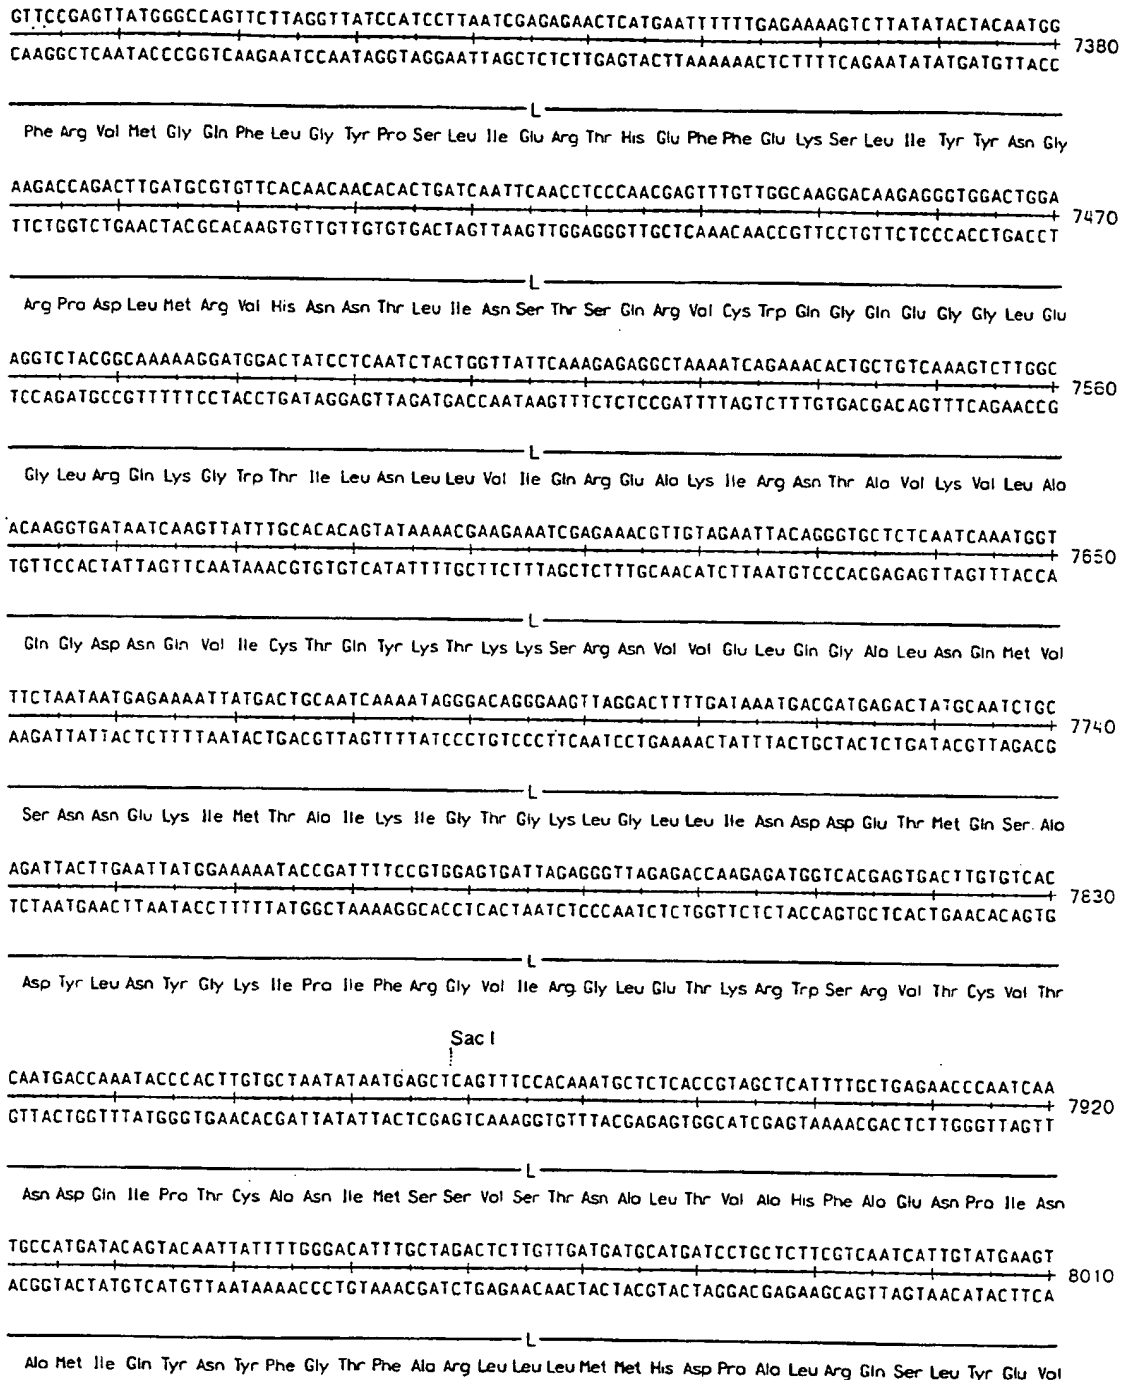 GTTCCGAGTTATGGGCCAGTTCTTAGGTTATCCATCCTTAATCGAGAGAACTCATGAATTTTTTGAGAAAAGTCTTATATACTACAATGG
7380
CAAGGCTCAATACCCGGTCAAGAATCCAATAGGTAGGAATTAGCTCTCTTGAGTACTTAAAAAACTCTTTTCAGAATATATGATGTTACC
L
Phe Arg Val Met Gly Gln Phe Leu Gly Tyr Pro Ser Leu Ile Glu Arg Thr His Glu Phe Phe Glu Lys Ser Leu Ile Tyr Tyr Asn Gly
AAGACCAGACTTGATGCGTGTTCACAACAACACACTGATCAATTCAACCTCCCAACGAGTTTGTTGGCAAGGACAAGAGGGTGGACTGGA
7470
TTCTGGTCTGAACTACGCACAAGTGTTGTTGTGTGACTAGTTAAGTTGGAGGGTTGCTCAAACAACCGTTCCTGTTCTCCCACCTGACCT
L
Arg Pro Asp Leu Met Arg Val His Asn Asn Thr Leu Ile Asn Ser Thr Ser Gln Arg Val Cys Trp Gln Gly Gln Glu Gly Gly Leu Glu
AGGTCTACGGCAAAAAGGATGGACTATCCTCAATCTACTGGTTATTCAAAGAGAGGCTAAAATCAGAAACACTGCTGTCAAAGTCTTGGC
7560
TCCAGATGCCGTTTTTCCTACCTGATAGGAGTTAGATGACCAATAAGTTTCTCTCCGATTTTAGTCTTTGTGACGACAGTTTCAGAACCG
L
Gly Leu Arg Gln Lys Gly Trp Thr Ile Leu Asn Leu Leu Val Ile Gln Arg Glu Ala Lys Ile Arg Asn Thr Ala Val Lys Val Leu Ala
ACAAGGTGATAATCAAGTTATTTGCACACAGTATAAAACGAAGAAATCGAGAAACGTTGTAGAATTACAGGGTGCTCTCAATCAAATGGT
7650
TGTTCCACTATTAGTTCAATAAACGTGTGTCATATTTTGCTTCTTTAGCTCTTTGCAACATCTTAATGTCCCACGAGAGTTAGTTTACCA
L
Gln Gly Asp Asn Gln Val Ile Cys Thr Gln Tyr Lys Thr Lys Lys Ser Arg Asn Val Val Glu Leu Gln Gly Ala Leu Asn Gln Met Val
TTCTAATAATGAGAAAATTATGACTGCAATCAAAATAGGGACAGGGAAGTTAGGACTTTTGATAAATGACGATGAGACTATGCAATCTGC
7740
AAGATTATTACTCTTTTAATACTGACGTTAGTTTTATCCCTGTCCCTTCAATCCTGAAAACTATTTACTGCTACTCTGATACGTTAGACG
L
Ser Asn Asn Glu Lys Ile Met Thr Ala Ile Lys Ile Gly Thr Gly Lys Leu Gly Leu Leu Ile Asn Asp Asp Glu Thr Met Gln Ser Ala
AGATTACTTGAATTATGGAAAAATACCGATTTTCCGTGGAGTGATTAGAGGGTTAGAGACCAAGAGATGGTCACGAGTGACTTGTGTCAC
7830
TCTAATGAACTTAATACCTTTTTATGGCTAAAAGGCACCTCACTAATCTCCCAATCTCTGGTTCTCTACCAGTGCTCACTGAACACAGTG
L
Asp Tyr Leu Asn Tyr Gly Lys Ile Pro Ile Phe Arg Gly Val Ile Arg Gly Leu Glu Thr Lys Arg Trp Ser Arg Val Thr Cys Val Thr
Sac I
CAATGACCAAATACCCACTTGTGCTAATATAATGAGCTCAGTTTCCACAAATGCTCTCACCGTAGCTCATTTTGCTGAGAACCCAATCAA
7920
GTTACTGGTTTATGGGTGAACACGATTATATTACTCGAGTCAAAGGTGTTTACGAGAGTGGCATCGAGTAAAACGACTCTTGGGTTAGTT
L
Asn Asp Gln Ile Pro Thr Cys Ala Asn Ile Met Ser Ser Val Ser Thr Asn Ala Leu Thr Val Ala His Phe Ala Glu Asn Pro Ile Asn
TGCCATGATACAGTACAATTATTTTGGGACATTTGCTAGACTCTTGTTGATGATGCATGATCCTGCTCTTCGTCAATCATTGTATGAAGT
8010
ACGGTACTATGTCATGTTAATAAAACCCTGTAAACGATCTGAGAACAACTACTACGTACTAGGACGAGAAGCAGTTAGTAACATACTTCA
L
Ala Met Ile Gln Tyr Asn Tyr Phe Gly Thr Phe Ala Arg Leu Leu Leu Met Met His Asp Pro Ala Leu Arg Gln Ser Leu Tyr Glu Val